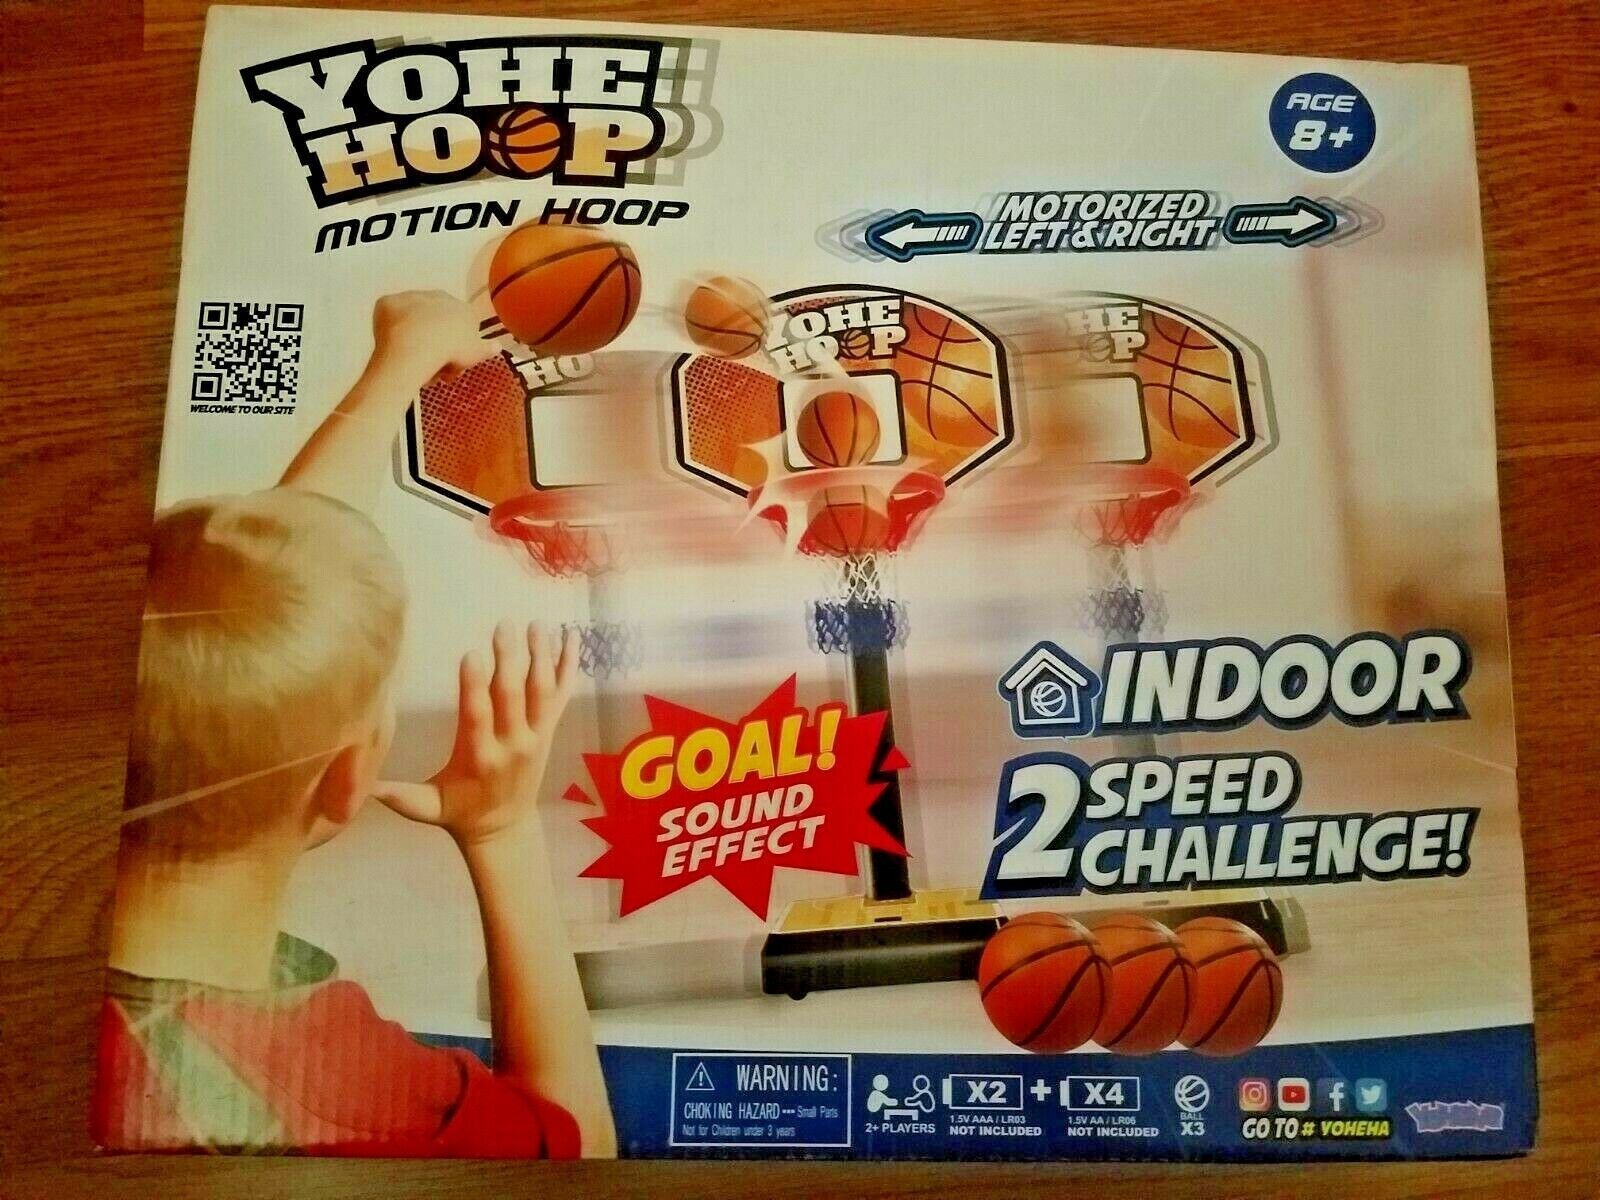 YOHE
HOOP
MOTION HOOP
AGE
8+
MOTORIZED
LEFT & RIGHT
WELCOME TO OUR SITE
HO
YOHE
HOOP
HE
P
INDOOR
GOAL!
SOUND
EFFECT
2 SPEED
CHALLENGE!
WARNING:
CHOKING HAZARD--- Small Parts
Not for Children under 3 years
2+ PLAYERS
X2 + X4
1.5V AAA / LR03
NOT INCLUDED
1.5V AA / LR06
NOT INCLUDED
BALL
X3
GO TO # YOHEHA